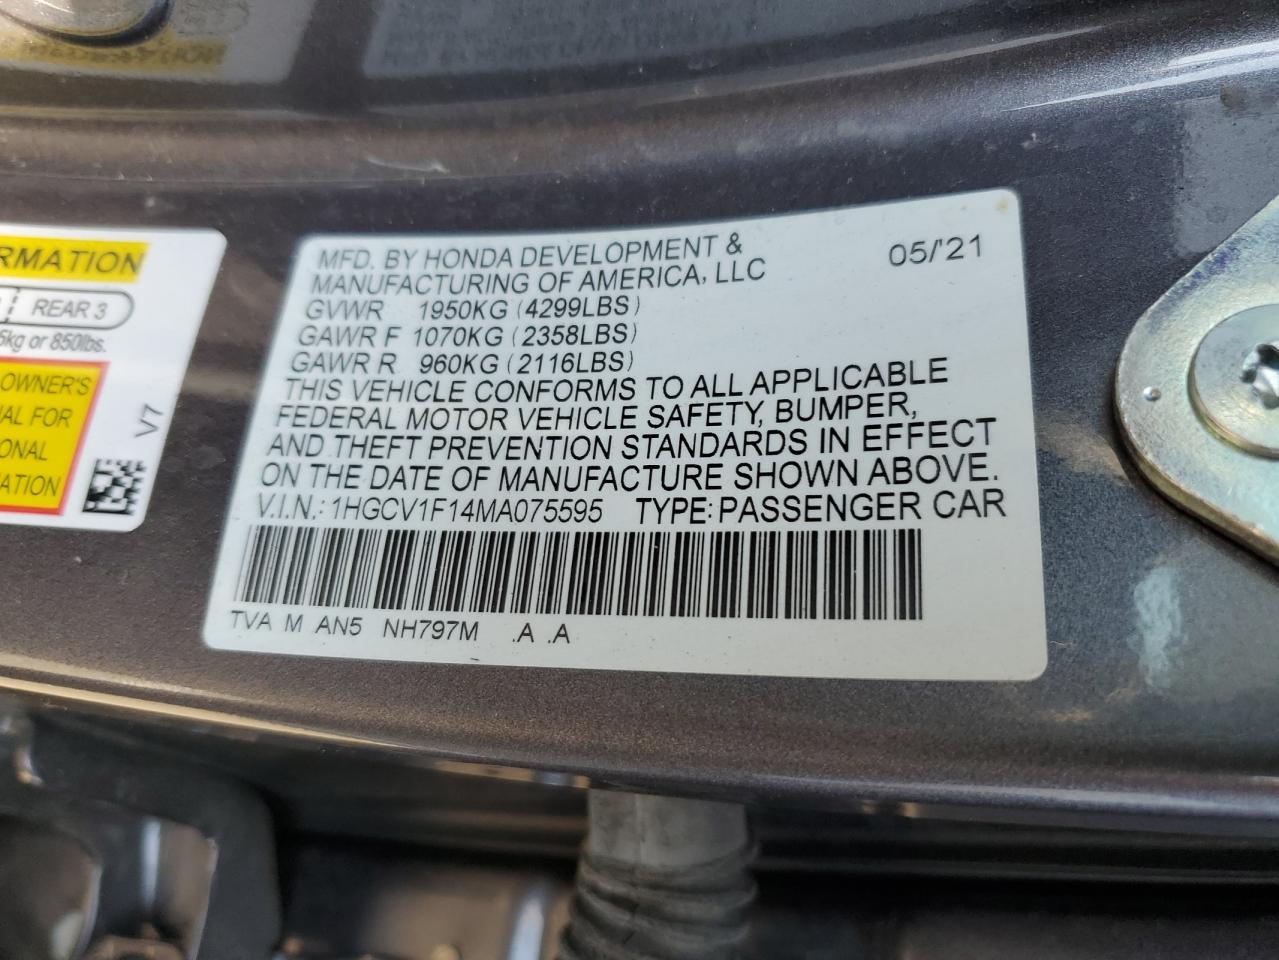 RMATION
REAR 3
5kg or 850lbs.
OWNER'S
AL FOR
ONAL
ATION
V7
MFD. BY HONDA DEVELOPMENT &
MANUFACTURING OF AMERICA, LLC
05/'21
GVWR 1950KG (4299LBS)
GAWR F 1070KG (2358LBS)
GAWR R 960KG (2116LBS)
THIS VEHICLE CONFORMS TO ALL APPLICABLE
FEDERAL MOTOR VEHICLE SAFETY, BUMPER,
AND THEFT PREVENTION STANDARDS IN EFFECT
ON THE DATE OF MANUFACTURE SHOWN ABOVE.
V.I.N.: 1HGCV1F14MA075595 TYPE: PASSENGER CAR
TVA M AN5 NH797M .A .A